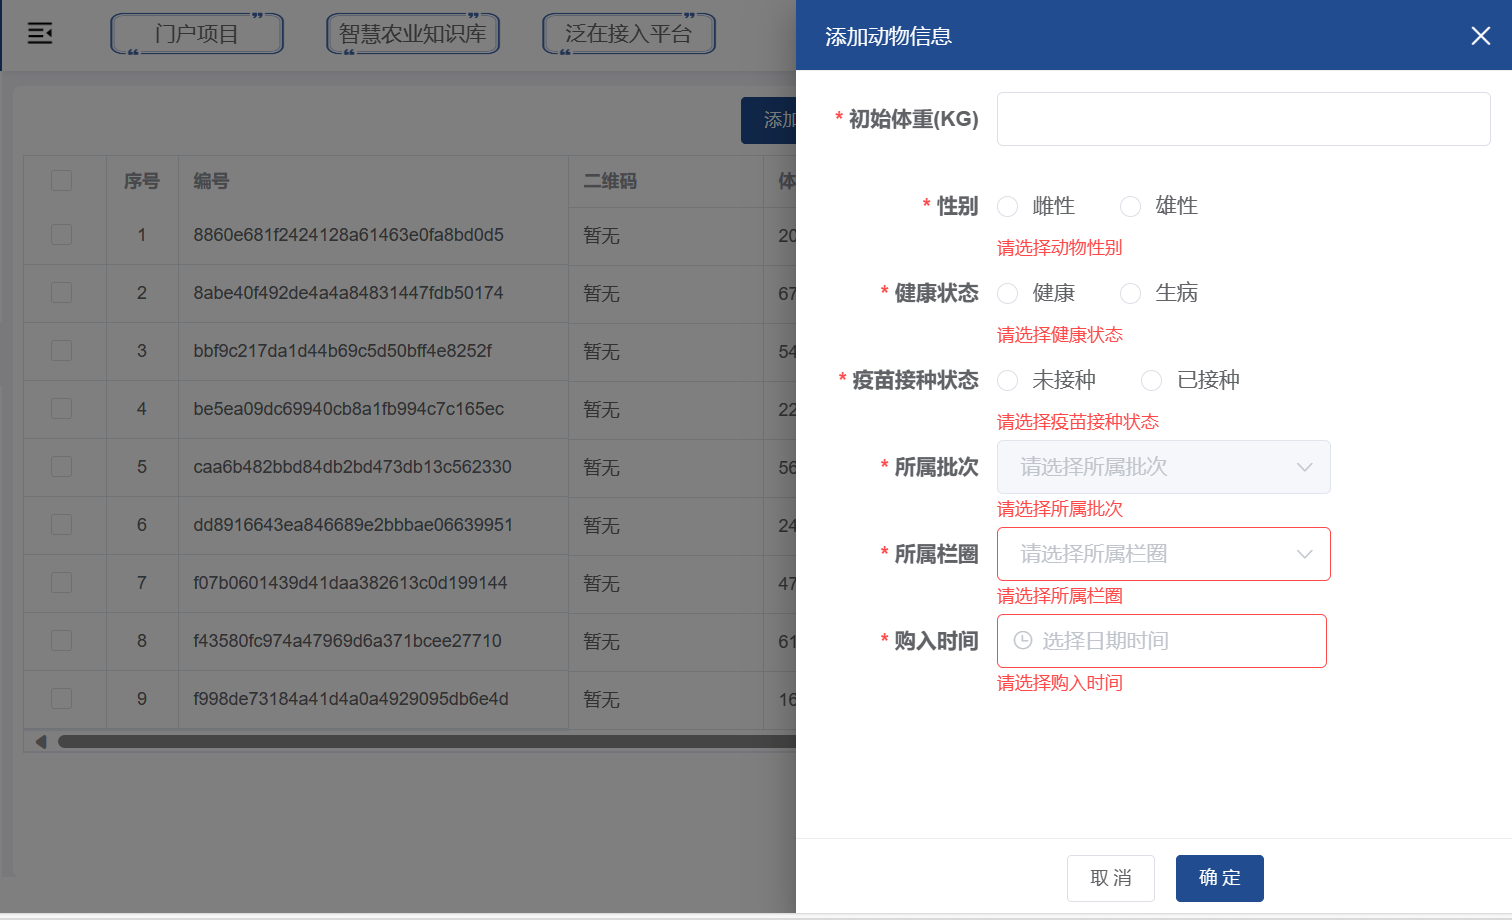 门户项目 智慧农业知识库 泛在接入平台
添加动物信息
添加
序号 编号 二维码 体
1 8860e681f2424128a61463e0fa8bd0d5 暂无 20
2 8abe40f492de4a4a84831447fdb50174 暂无 67
3 bbf9c217da1d44b69c5d50bff4e8252f 暂无 54
4 be5ea09dc69940cb8a1fb994c7c165ec 暂无 22
5 caa6b482bbd84db2bd473db13c562330 暂无 56
6 dd8916643ea846689e2bbbae06639951 暂无 24
7 f07b0601439d41daa382613c0d199144 暂无 47
8 f43580fc974a47969d6a371bcee27710 暂无 61
9 f998de73184a41d4a0a4929095db6e4d 暂无 16
* 初始体重(KG)
* 性别 雌性 雄性
请选择动物性别
* 健康状态 健康 生病
请选择健康状态
* 疫苗接种状态 未接种 已接种
请选择疫苗接种状态
* 所属批次 请选择所属批次
请选择所属批次
* 所属栏圈 请选择所属栏圈
请选择所属栏圈
* 购入时间 选择日期时间
请选择购入时间
取消 确定